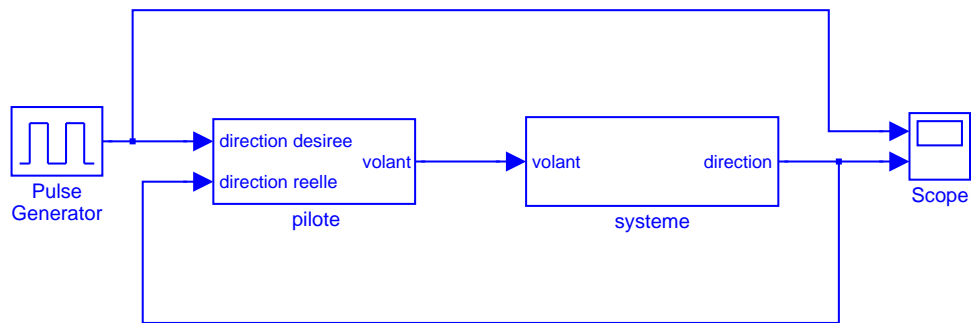 direction desiree
direction reelle
volant
volant
direction
Pulse
Generator
pilote
systeme
Scope